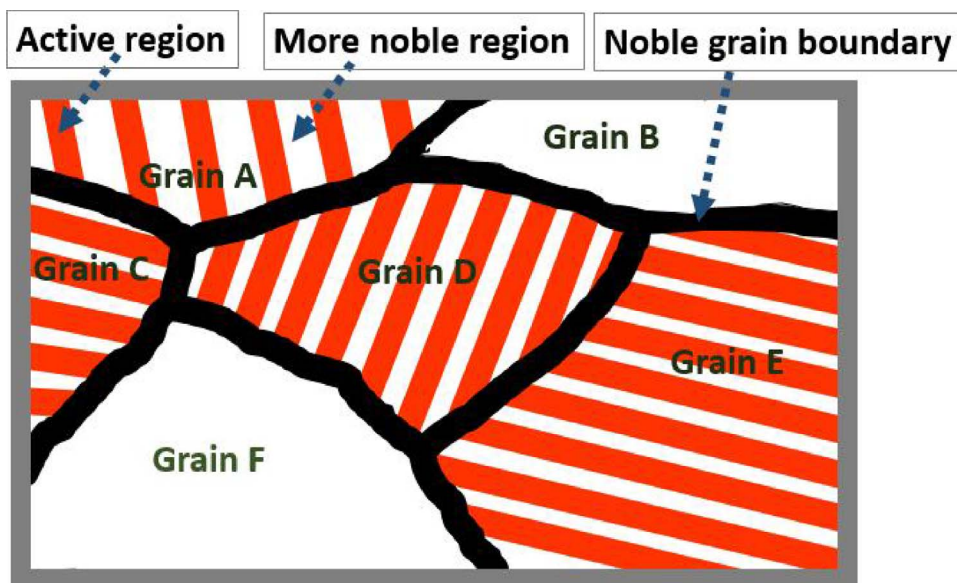 Active region
More noble region
Noble grain boundary
Grain B
Grain A
Grain C
Grain D
Grain E
Grain F